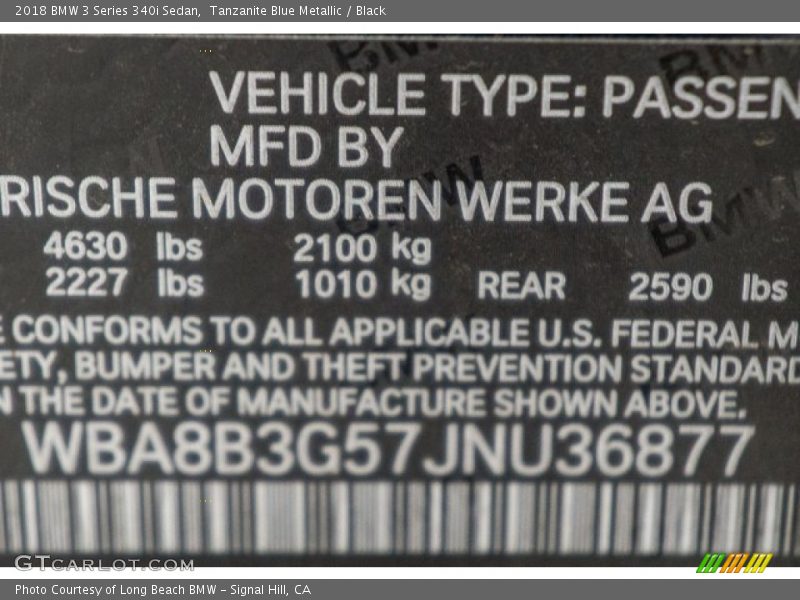 2018 BMW 3 Series 340i Sedan,  Tanzanite Blue Metallic / Black
VEHICLE TYPE: PASSEN
MFD BY
RISCHE MOTOREN WERKE AG
4630 lbs 2100 kg
2227 lbs 1010 kg REAR 2590 lbs
E CONFORMS TO ALL APPLICABLE U.S. FEDERAL M
ETY, BUMPER AND THEFT PREVENTION STANDARD
N THE DATE OF MANUFACTURE SHOWN ABOVE.
WBA8B3G57JNU36877
GTCARLOT.COM
Photo Courtesy of Long Beach BMW - Signal Hill, CA